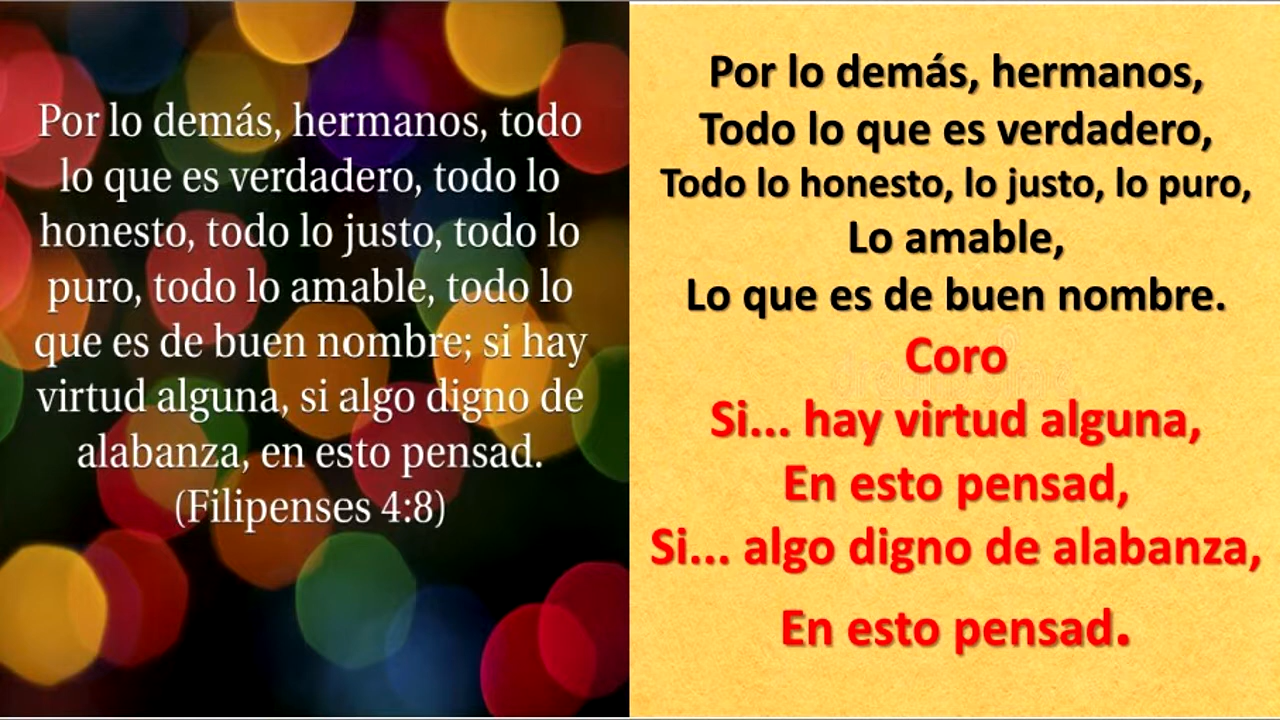 Por lo demás, hermanos, todo
lo que es verdadero, todo lo
honesto, todo lo justo, todo lo
puro, todo lo amable, todo lo
que es de buen nombre; si hay
virtud alguna, si algo digno de
alabanza, en esto pensad.
(Filipenses 4:8)
Por lo demás, hermanos,
Todo lo que es verdadero,
Todo lo honesto, lo justo, lo puro,
Lo amable,
Lo que es de buen nombre.
Coro
Si... hay virtud alguna,
En esto pensad,
Si... algo digno de alabanza,
En esto pensad.